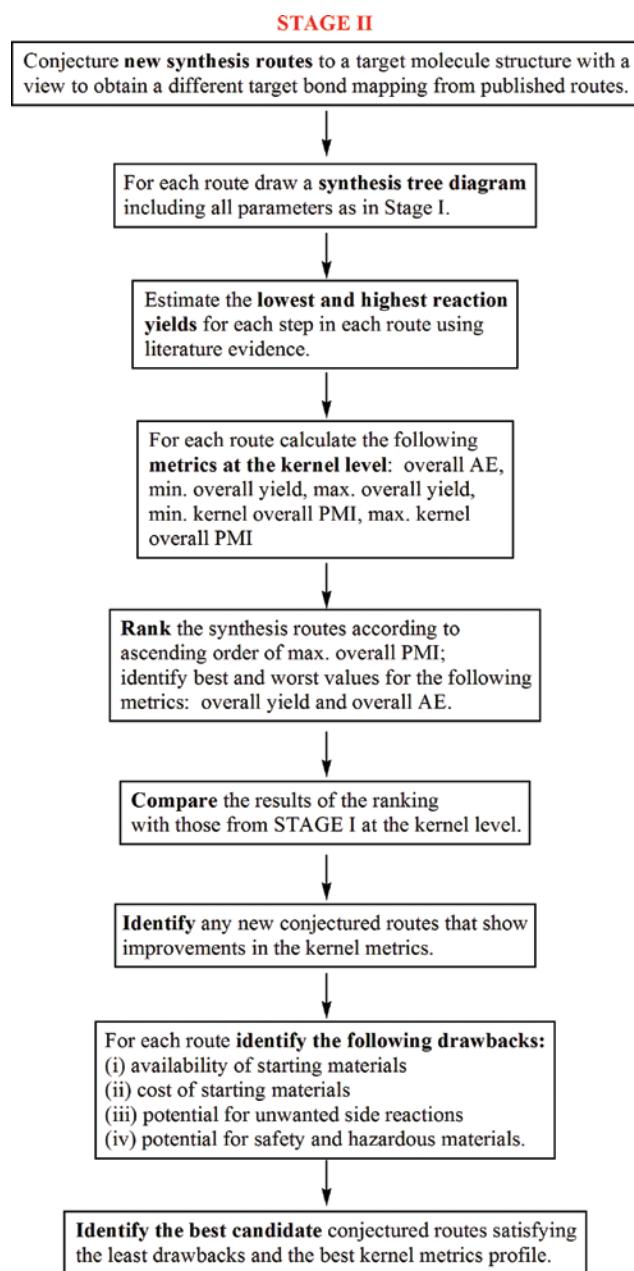 STAGE II
Conjecture new synthesis routes to a target molecule structure with a
view to obtain a different target bond mapping from published routes.
For each route draw a synthesis tree diagram
including all parameters as in Stage I.
Estimate the lowest and highest reaction
yields for each step in each route using
literature evidence.
For each route calculate the following
metrics at the kernel level: overall AE,
min. overall yield, max. overall yield,
min. kernel overall PMI, max. kernel
overall PMI
Rank the synthesis routes according to
ascending order of max. overall PMI;
identify best and worst values for the following
metrics: overall yield and overall AE.
Compare the results of the ranking
with those from STAGE I at the kernel level.
Identify any new conjectured routes that show
improvements in the kernel metrics.
For each route identify the following drawbacks:
(i) availability of starting materials
(ii) cost of starting materials
(iii) potential for unwanted side reactions
(iv) potential for safety and hazardous materials.
Identify the best candidate conjectured routes satisfying
the least drawbacks and the best kernel metrics profile.